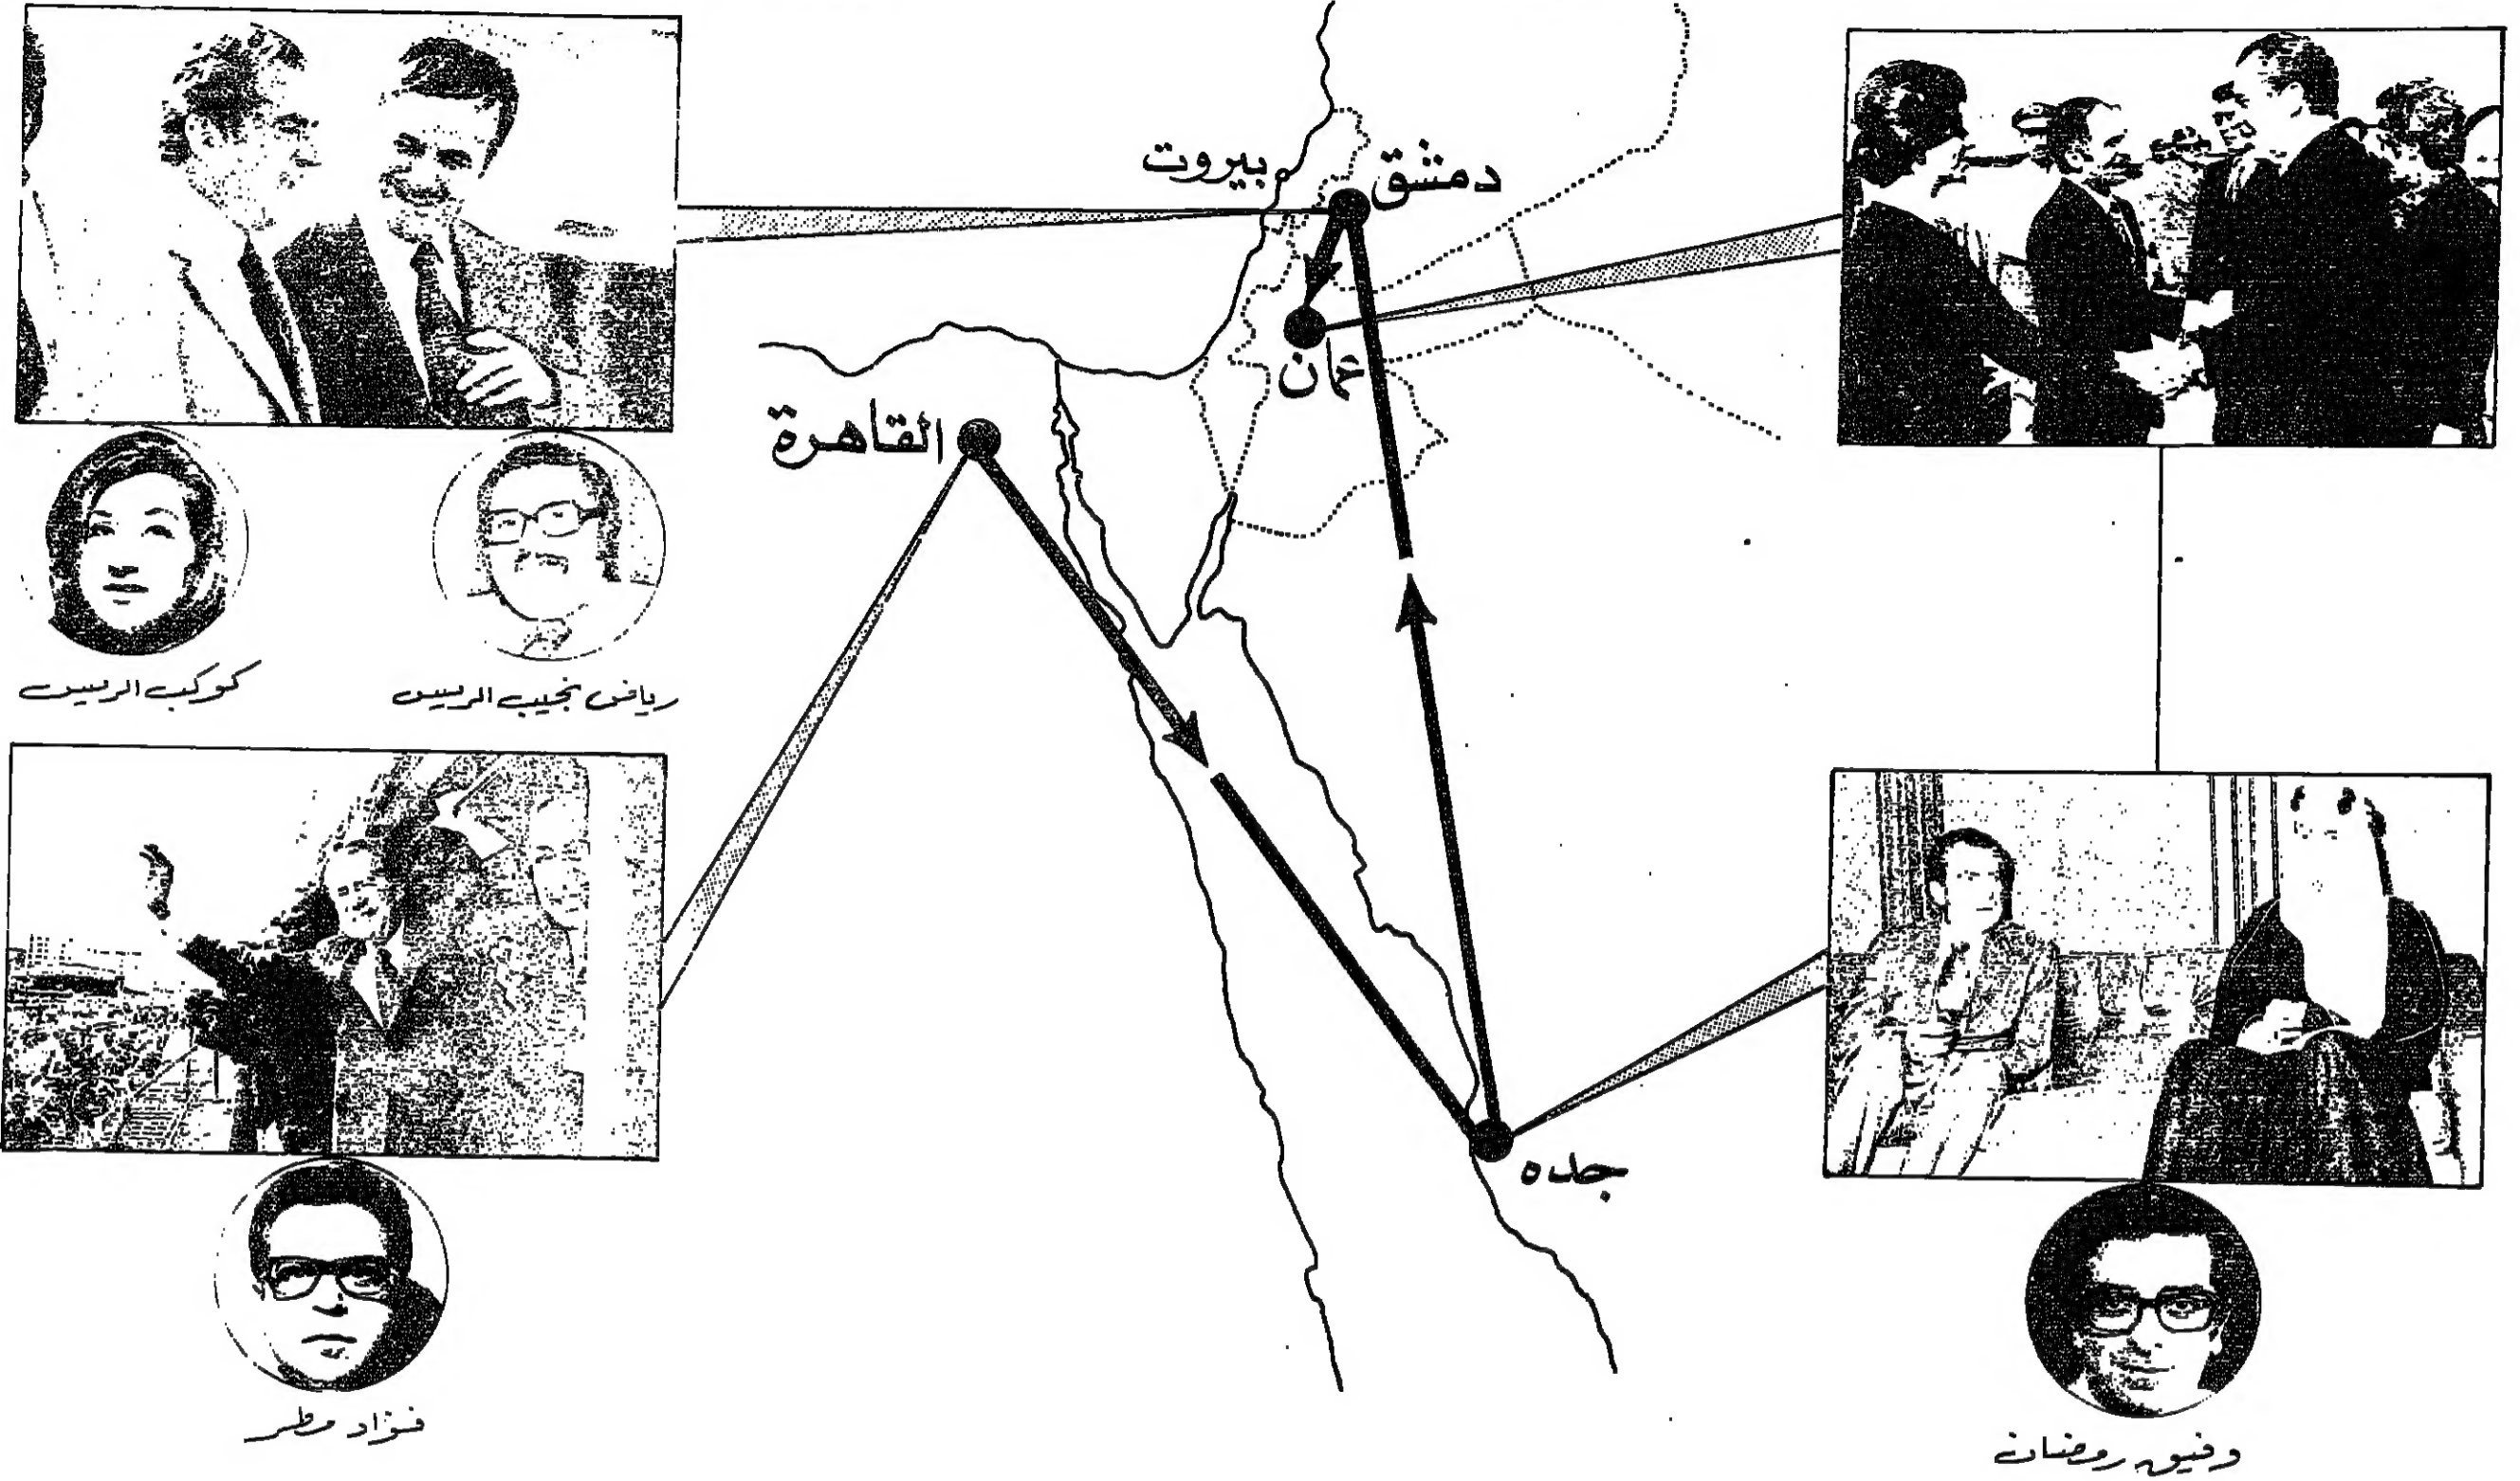 دمشق
بيروت
عمان
القاهرة
جده
رياض نجيب الريس
كوكب الريس
فؤاد مطر
وفيق رمضان